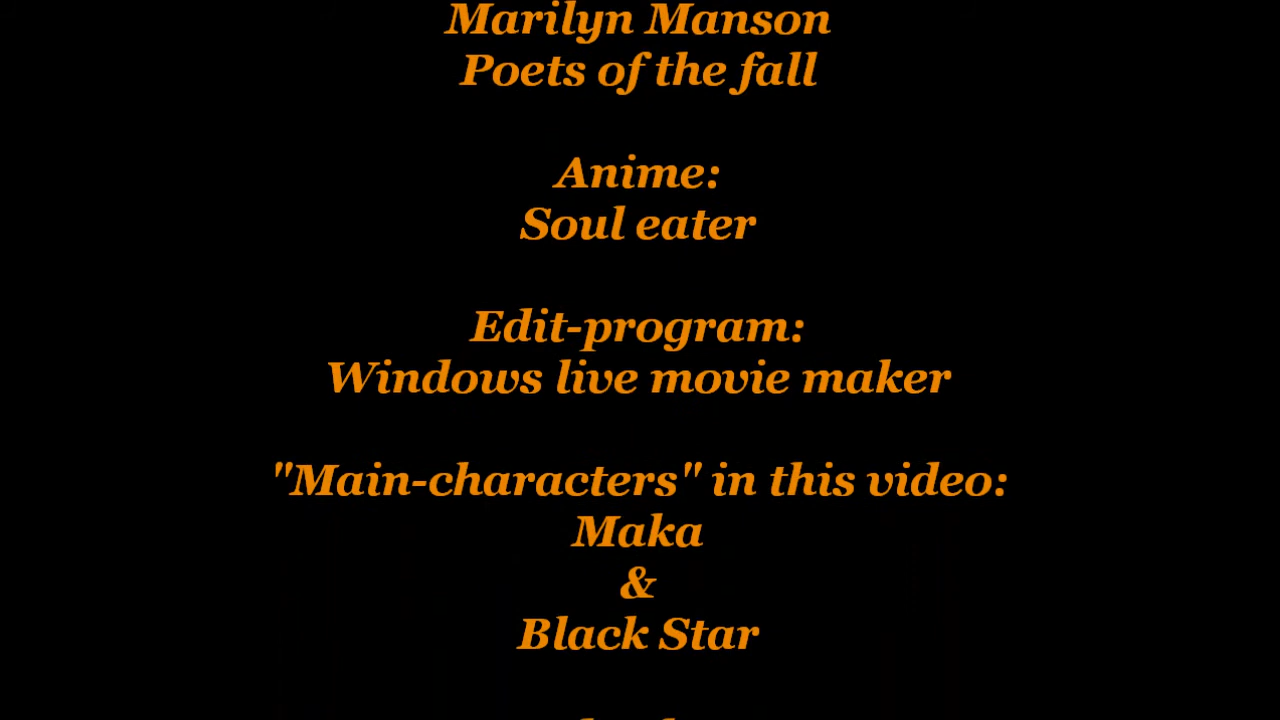 Marilyn Manson
Poets of the fall
Anime:
Soul eater
Edit-program:
Windows live movie maker
"Main-characters" in this video:
Maka
&
Black Star